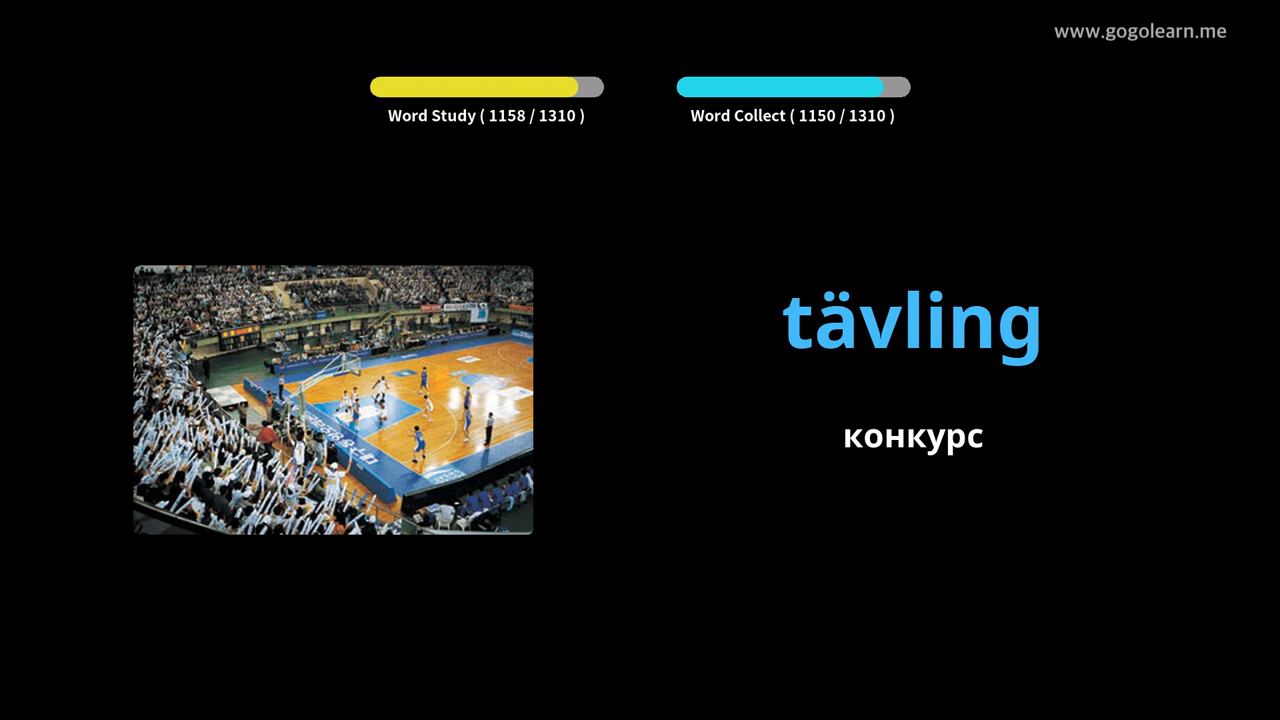 www.gogolearn.me
Word Study ( 1158 / 1310 )
Word Collect ( 1150 / 1310 )
tävling
конкурс